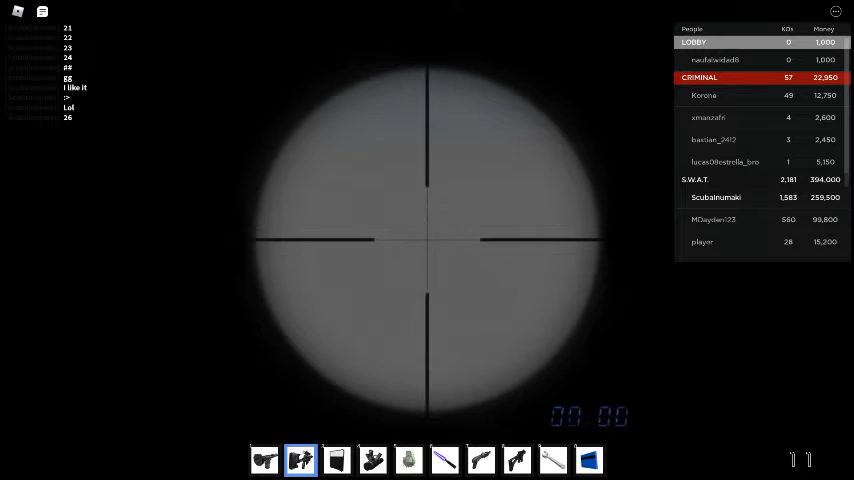 21
22
23
24
##
gg
I like it
:>
Lol
26
People KOs Money
LOBBY 0 1,000
naufalwidad8 0 1,000
CRIMINAL 57 22,950
Korone 49 12,750
xmanzafri 4 2,600
bastian_2412 3 2,450
lucas08estrella_bro 1 5,150
S.W.A.T. 2,181 394,000
ScubaInumaki 1,583 259,500
MDayden123 560 99,800
player 28 15,200
00 00